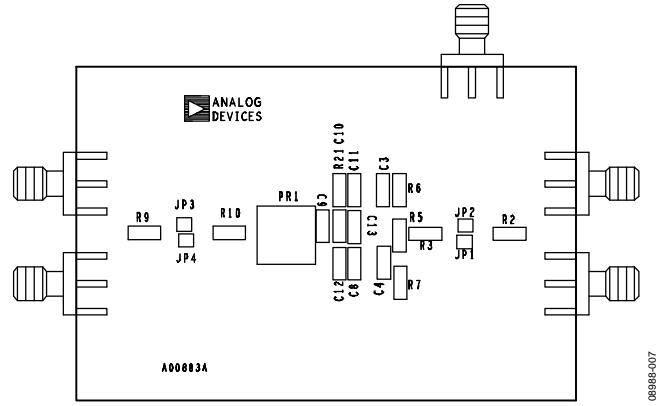 ANALOG
DEVICES
R21 C10
C11
C3
R6
JP3
R9
R10
PR1
C9
C13
R5
JP2
R2
R3
JP4
JP1
C12
C8
C4
R7
A00883A
08988-007